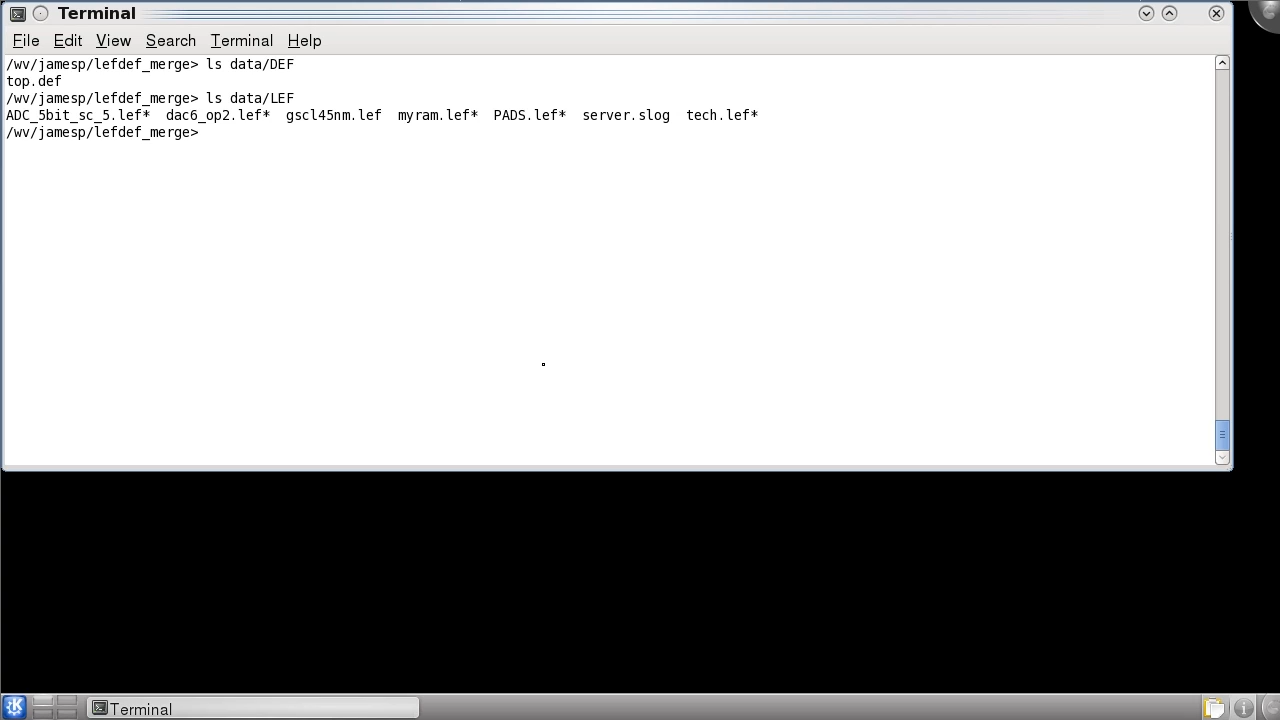 Terminal
File Edit View Search Terminal Help
/wv/jamesp/lefdef_merge> ls data/DEF
top.def
/wv/jamesp/lefdef_merge> ls data/LEF
ADC_5bit_sc_5.lef* dac6_op2.lef* gscl45nm.lef myram.lef* PADS.lef* server.slog tech.lef*
/wv/jamesp/lefdef_merge>
Terminal